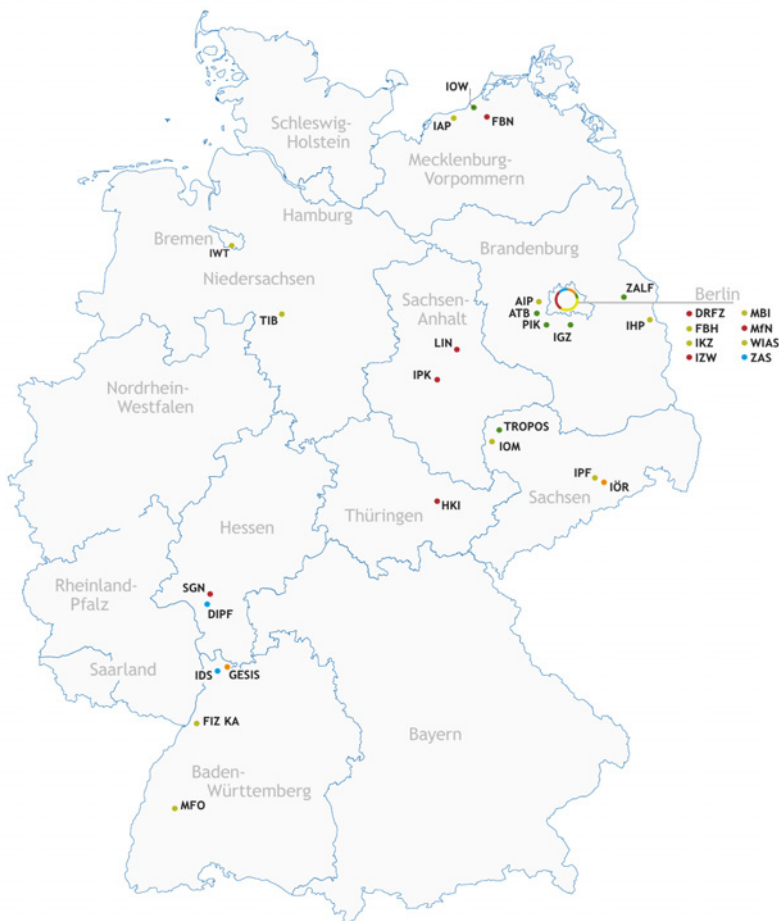 IOW
IAP
FBN
Schleswig-
Holstein
Mecklenburg-
Vorpommern
Hamburg
Bremen
IWT
Niedersachsen
TIB
Brandenburg
ZALF
AIP
ATB
PIK
IGZ
IHP
Berlin
DRFZ MBI
FBH MfN
IKZ WIAS
IZW ZAS
Sachsen-
Anhalt
LIN
IPK
Nordrhein-
Westfalen
TROPOS
IOM
IPF
IÖR
Sachsen
Hessen
Thüringen
HKI
Rheinland-
Pfalz
SGN
DIPF
Saarland
IDS
GESIS
FIZ KA
Bayern
Baden-
Württemberg
MFO